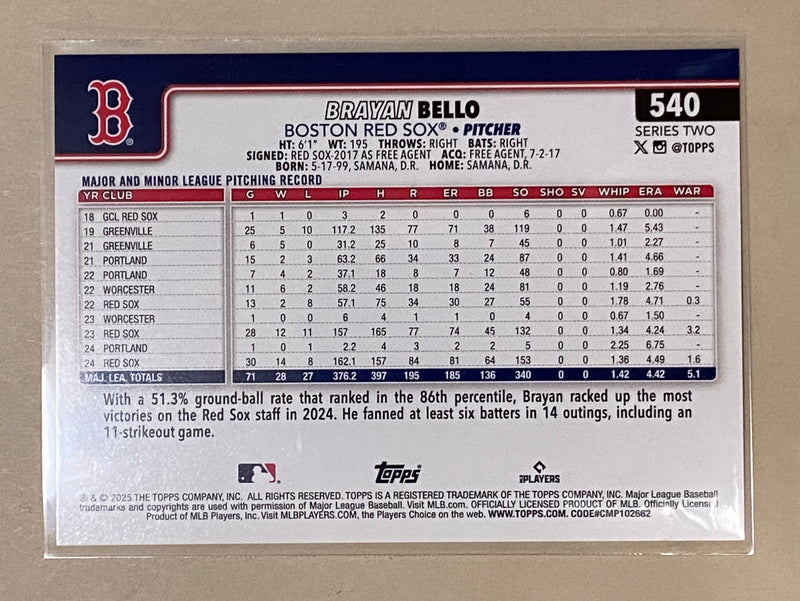 B
BRAYAN BELLO
540
BOSTON RED SOX® • PITCHER
SERIES TWO
HT: 6'1" WT: 195 THROWS: RIGHT BATS: RIGHT
X @TOPPS
SIGNED: RED SOX-2017 AS FREE AGENT ACQ: FREE AGENT, 7-2-17
BORN: 5-17-99, SAMANA, D.R. HOME: SAMANA, D.R.
MAJOR AND MINOR LEAGUE PITCHING RECORD
YR CLUB G W L IP H R ER BB SO SHO SV WHIP ERA WAR
18 GCL RED SOX 1 1 0 3 2 0 0 0 6 0 0 0.67 0.00 -
19 GREENVILLE 25 5 10 117.2 135 77 71 38 119 0 0 1.47 5.43 -
21 GREENVILLE 6 5 0 31.2 25 10 8 7 45 0 0 1.01 2.27 -
21 PORTLAND 15 2 3 63.2 66 34 33 24 87 0 0 1.41 4.66 -
22 PORTLAND 7 4 2 37.1 18 8 7 12 48 0 0 0.80 1.69 -
22 WORCESTER 11 6 2 58.2 46 18 18 24 81 0 0 1.19 2.76 -
22 RED SOX 13 2 8 57.1 75 34 30 27 55 0 0 1.78 4.71 0.3
23 WORCESTER 1 0 0 6 4 1 1 0 4 0 0 0.67 1.50 -
23 RED SOX 28 12 11 157 165 77 74 45 132 0 0 1.34 4.24 3.2
24 PORTLAND 1 0 1 2.2 4 3 2 2 5 0 0 2.25 6.75 -
24 RED SOX 30 14 8 162.1 157 84 81 64 153 0 0 1.36 4.49 1.6
MAJ. LEA. TOTALS 71 28 27 376.2 397 195 185 136 340 0 0 1.42 4.42 5.1
With a 51.3% ground-ball rate that ranked in the 86th percentile, Brayan racked up the most
victories on the Red Sox staff in 2024. He fanned at least six batters in 14 outings, including an
11-strikeout game.
Topps
PLAYERS
® & © 2025 THE TOPPS COMPANY, INC. ALL RIGHTS RESERVED. TOPPS IS A REGISTERED TRADEMARK OF THE TOPPS COMPANY, INC. Major League Baseball
trademarks and copyrights are used with permission of Major League Baseball. Visit MLB.com. OFFICIALLY LICENSED PRODUCT OF MLB. Officially Licensed
Product of MLB Players, Inc. Visit MLBPLAYERS.COM, the Players Choice on the web. WWW.TOPPS.COM. CODE#CMP102662